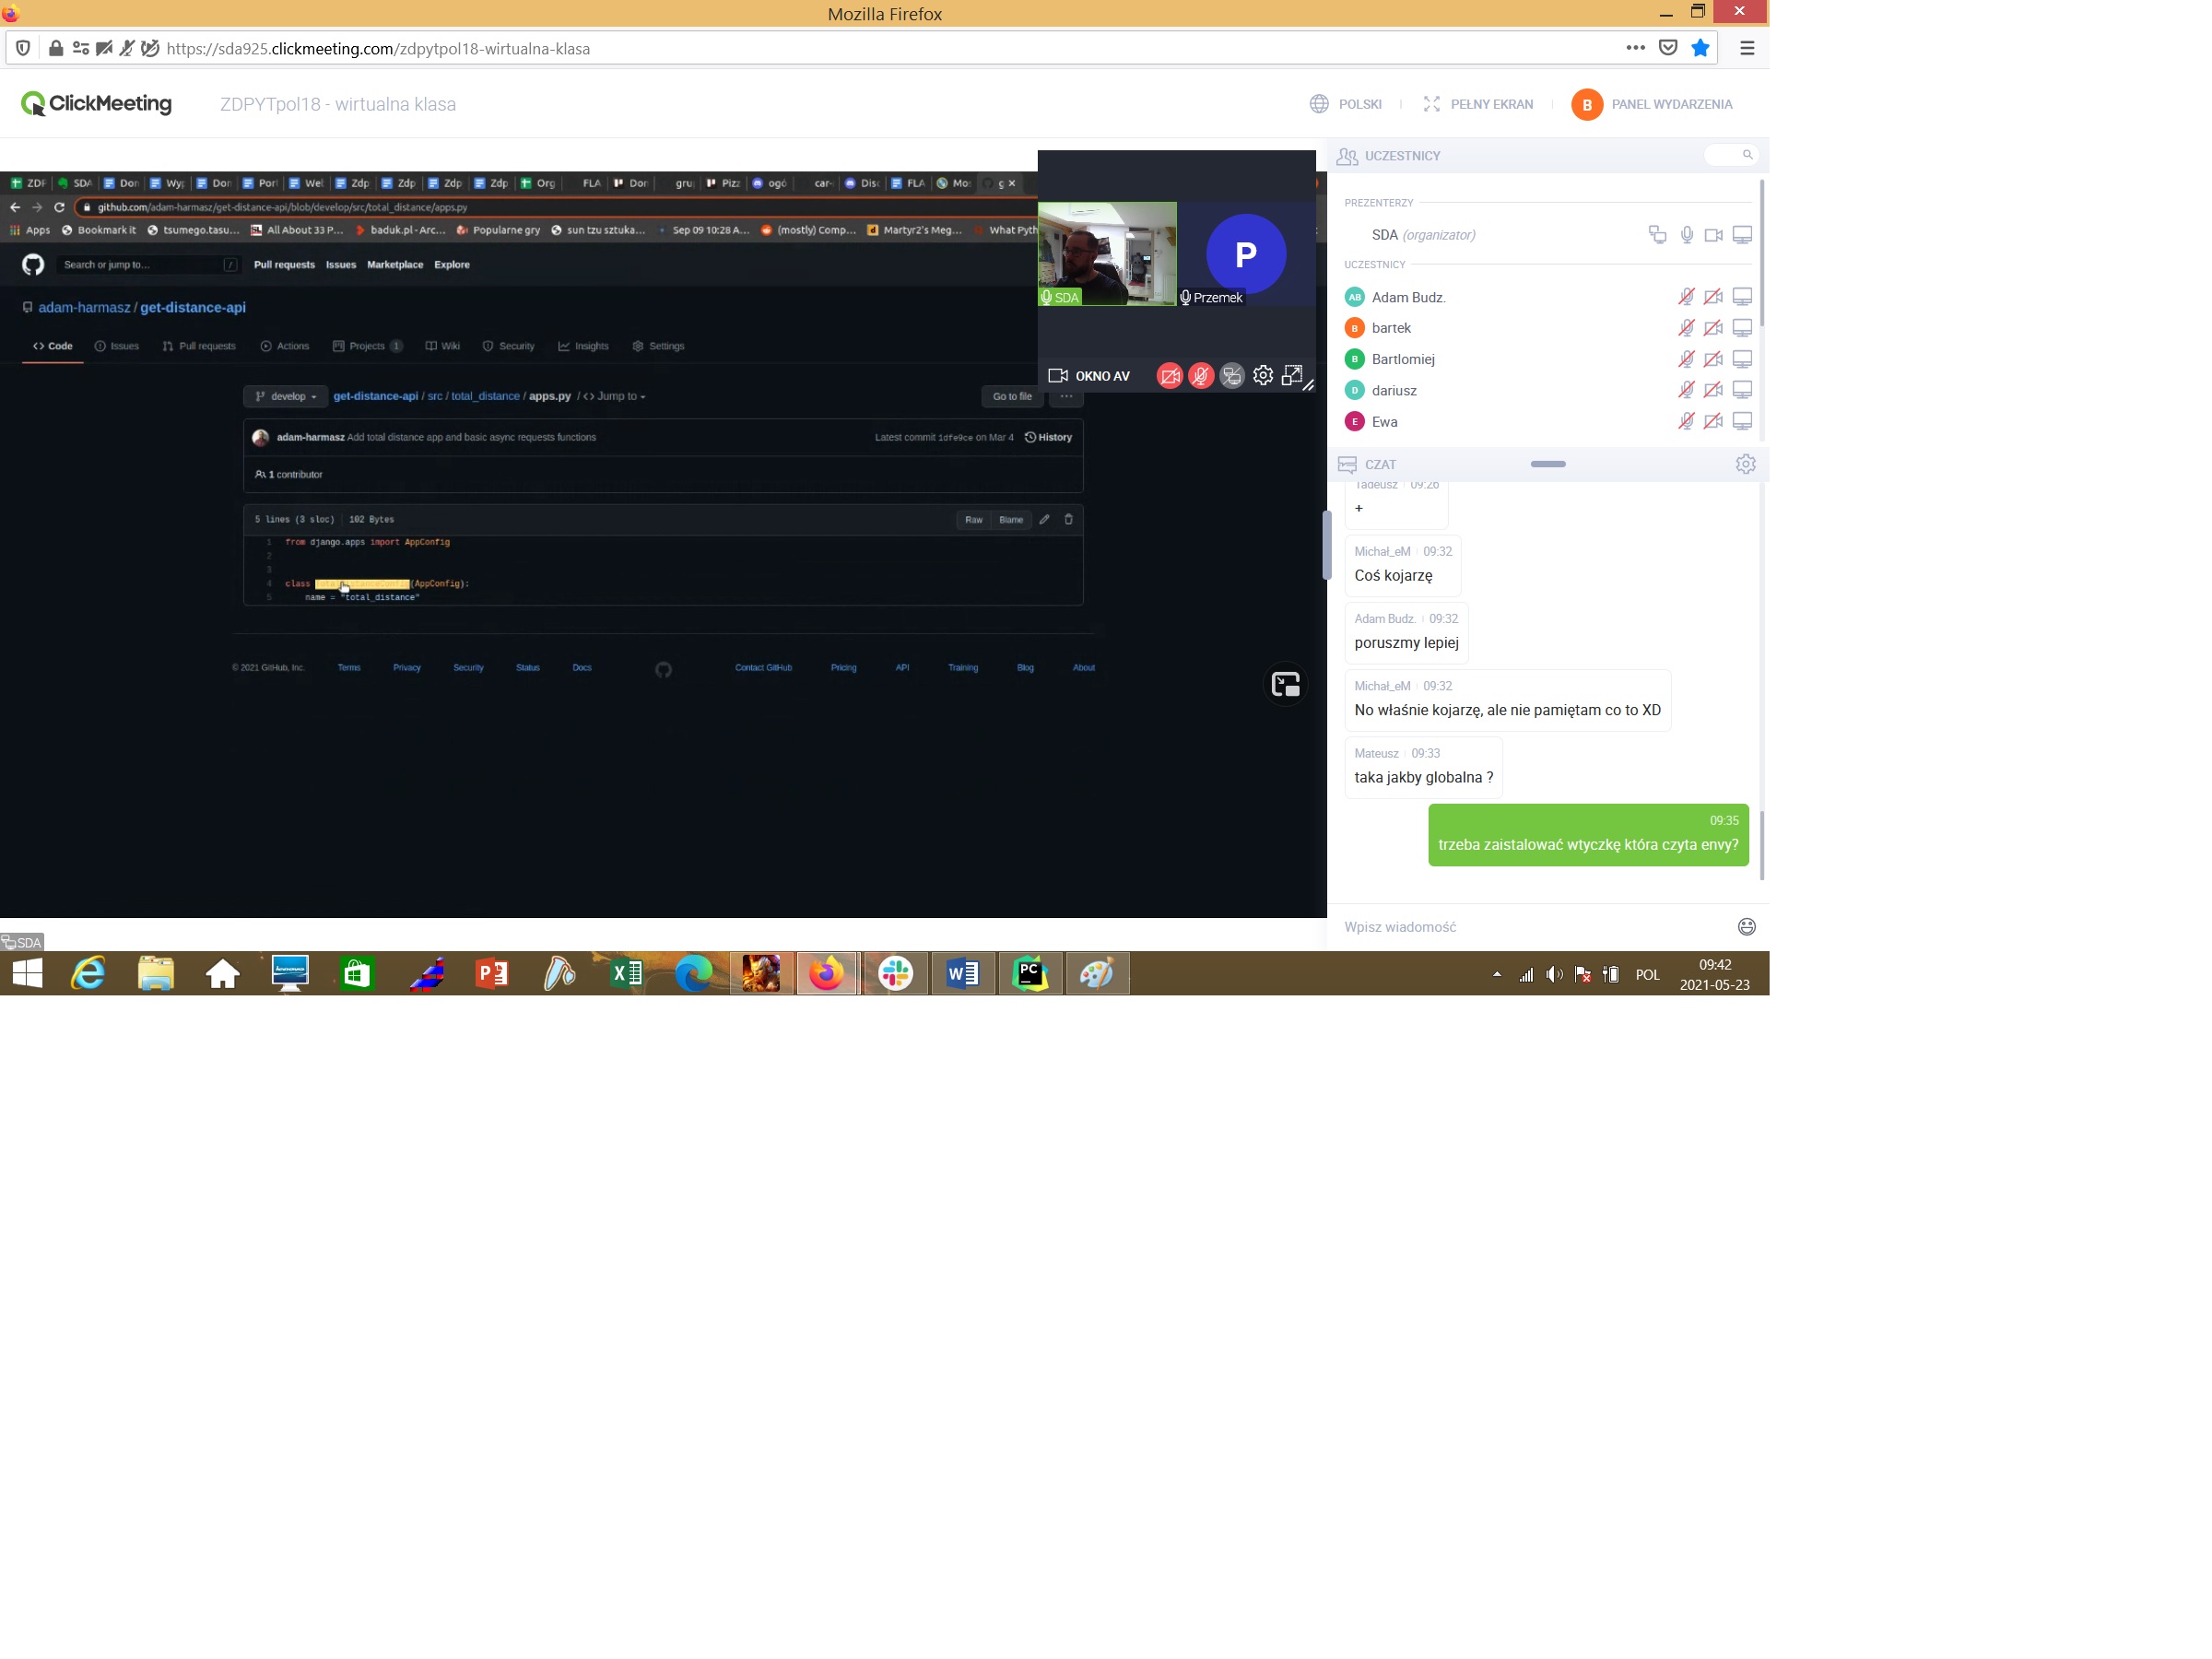 Mozilla Firefox
https://sda925.clickmeeting.com/zdpytpol18-wirtualna-klasa
ClickMeeting
ZDPYTpol18 - wirtualna klasa
POLSKI
PEŁNY EKRAN
B
PANEL WYDARZENIA
ZDF SDA Don Wyp Don Por Wel Zdp Zdp Zdp Zdp Org FLA Don gru Pizz ogó car- Disc FLA Mo: g
github.com/adam-harmasz/get-distance-api/blob/develop/src/total_distance/apps.py
Apps Bookmark it tsumego.tasu... All About 33 P... baduk.pl - Arc... Popularne gry sun tzu sztuka... Sep 09 10:28 A... (mostly) Comp... Martyr2's Meg... What Pyth
Search or jump to... /
Pull requests Issues Marketplace Explore
adam-harmasz / get-distance-api
<> Code Issues Pull requests Actions Projects 1 Wiki Security Insights Settings
develop
get-distance-api / src / total_distance / apps.py / <> Jump to
Go to file ...
adam-harmasz Add total distance app and basic async requests functions
Latest commit 1dfe9ce on Mar 4 History
1 contributor
5 lines (3 sloc) 102 Bytes
Raw Blame
1 from django.apps import AppConfig
2
3
4 class (AppConfig):
5 name = "total_distance"
© 2021 GitHub, Inc. Terms Privacy Security Status Docs Contact GitHub Pricing API Training Blog About
SDA
P
Przemek
OKNO AV
UCZESTNICY
PREZENTERZY
SDA (organizator)
UCZESTNICY
AB Adam Budz.
B bartek
B Bartlomiej
D dariusz
E Ewa
CZAT
Tadeusz 09:26
+
Michał_eM 09:32
Coś kojarzę
Adam Budz. 09:32
poruszmy lepiej
Michał_eM 09:32
No właśnie kojarzę, ale nie pamiętam co to XD
Mateusz 09:33
taka jakby globalna ?
09:35
trzeba zaistalować wtyczkę która czyta envy?
Wpisz wiadomość
SDA
POL
09:42
2021-05-23